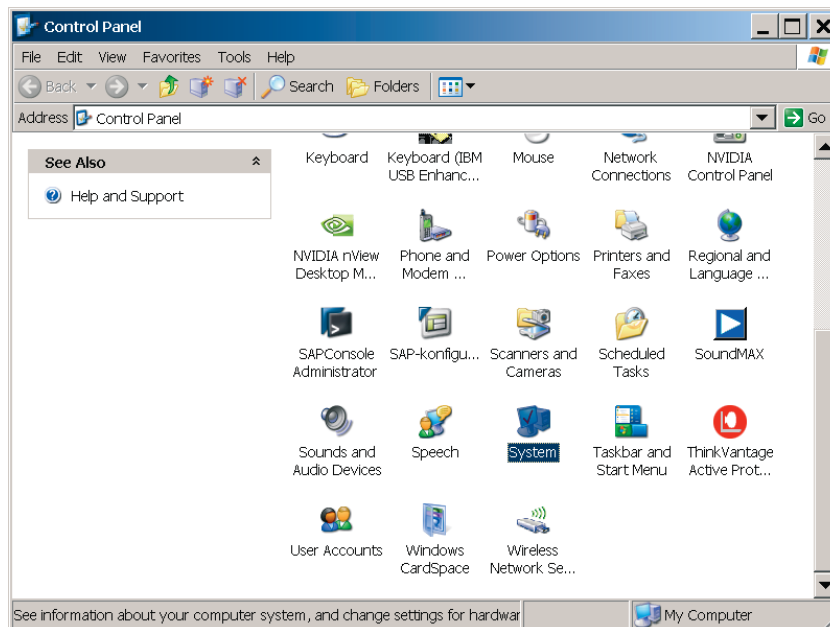 Control Panel
File Edit View Favorites Tools Help
Back Search Folders
Address Control Panel Go
See Also
Help and Support
Keyboard
Keyboard (IBM
USB Enhanc...
Mouse
Network
Connections
NVIDIA
Control Panel
NVIDIA nView
Desktop M...
Phone and
Modem ...
Power Options
Printers and
Faxes
Regional and
Language ...
SAPConsole
Administrator
SAP-konfigu...
Scanners and
Cameras
Scheduled
Tasks
SoundMAX
Sounds and
Audio Devices
Speech
System
Taskbar and
Start Menu
ThinkVantage
Active Prot...
User Accounts
Windows
CardSpace
Wireless
Network Se...
See information about your computer system, and change settings for hardwar
My Computer